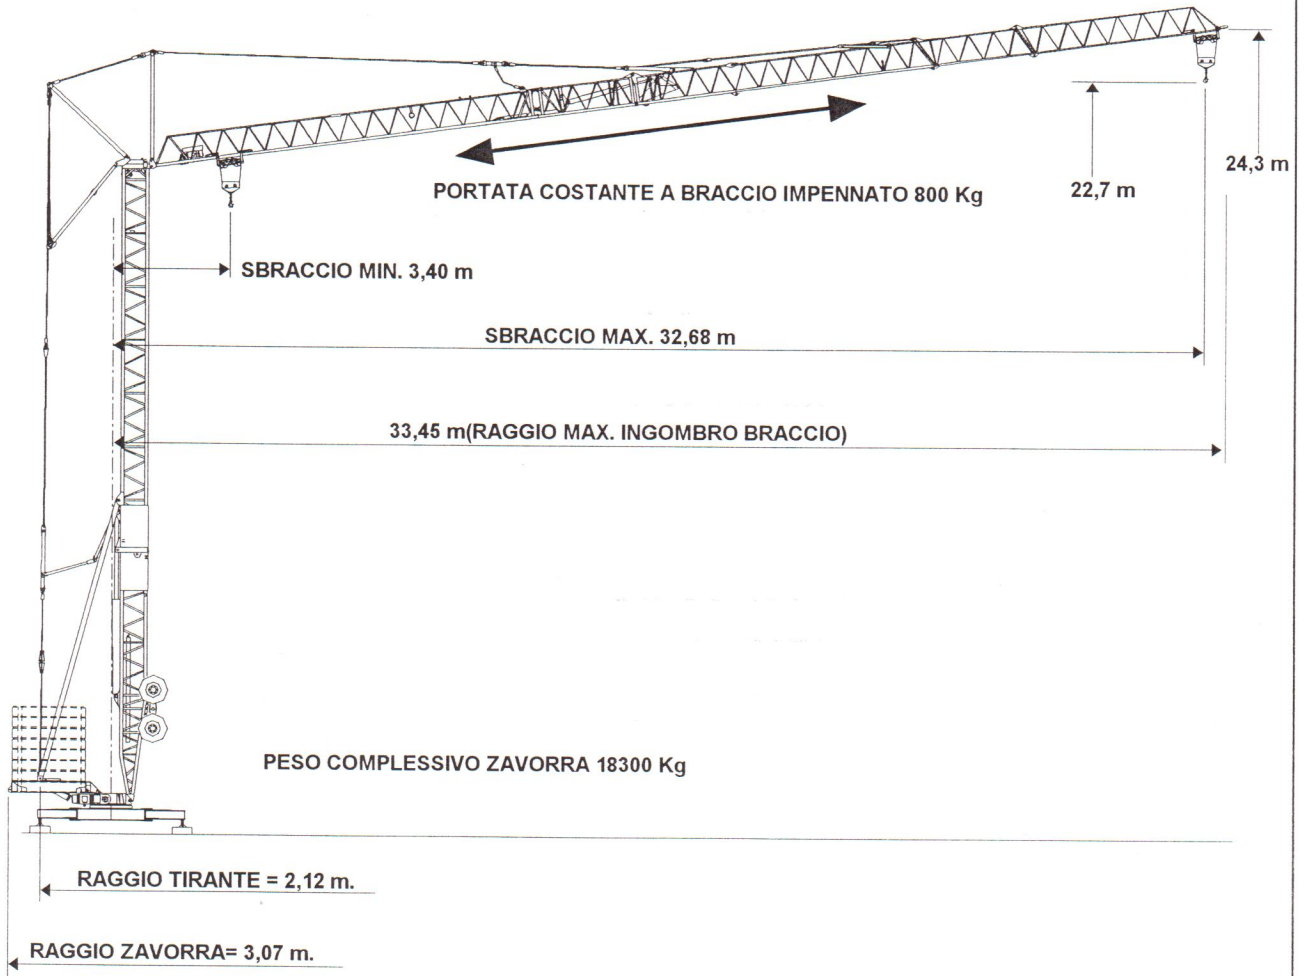 24,3 m
22,7 m
PORTATA COSTANTE A BRACCIO IMPENNATO 800 Kg
SBRACCIO MIN. 3,40 m
SBRACCIO MAX. 32,68 m
33,45 m(RAGGIO MAX. INGOMBRO BRACCIO)
PESO COMPLESSIVO ZAVORRA 18300 Kg
RAGGIO TIRANTE = 2,12 m.
RAGGIO ZAVORRA= 3,07 m.